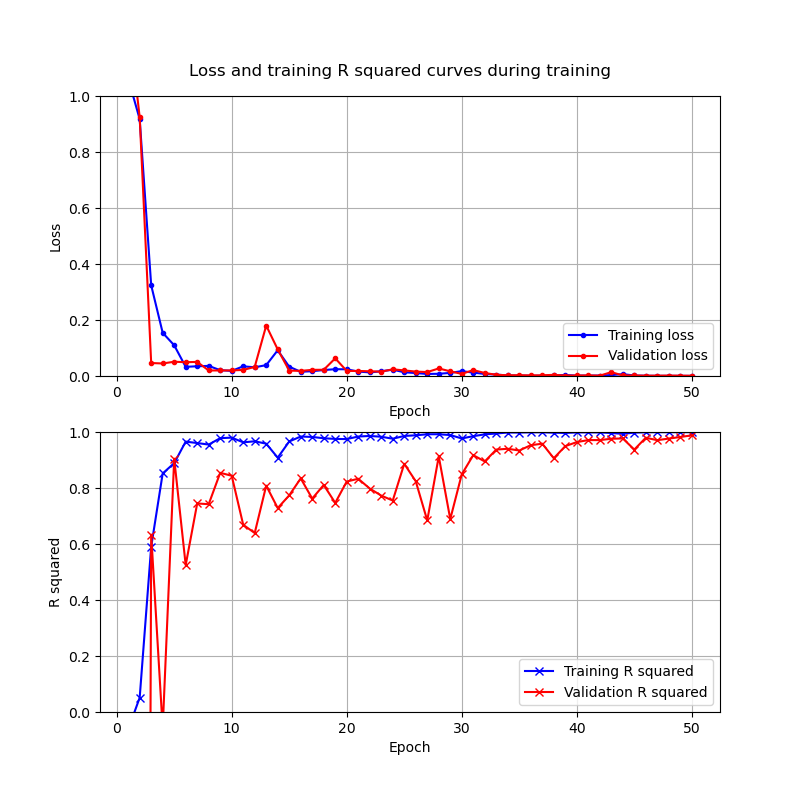 Loss and training R squared curves during training
1.0
0.8
0.6
0.4
0.2
0.0
Loss
Training loss
Validation loss
0 10 20 30 40 50
Epoch
1.0
0.8
0.6
0.4
0.2
0.0
R squared
Training R squared
Validation R squared
0 10 20 30 40 50
Epoch